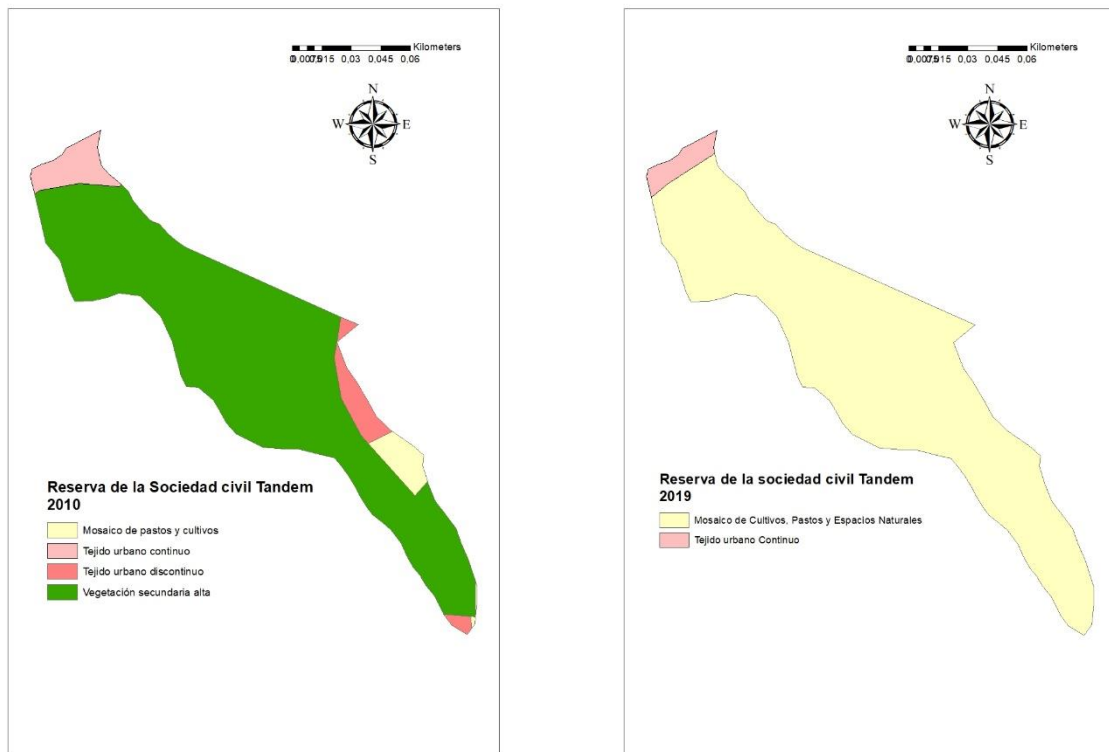 Kilometers
0 0.0075 0.015 0,03 0,045 0,06
N
W E
S
Reserva de la Sociedad civil Tandem
2010
Mosaico de pastos y cultivos
Tejido urbano continuo
Tejido urbano discontinuo
Vegetación secundaria alta
Kilometers
0 0.0075 0.015 0,03 0,045 0,06
N
W E
S
Reserva de la sociedad civil Tandem
2019
Mosaico de Cultivos, Pastos y Espacios Naturales
Tejido urbano Continuo